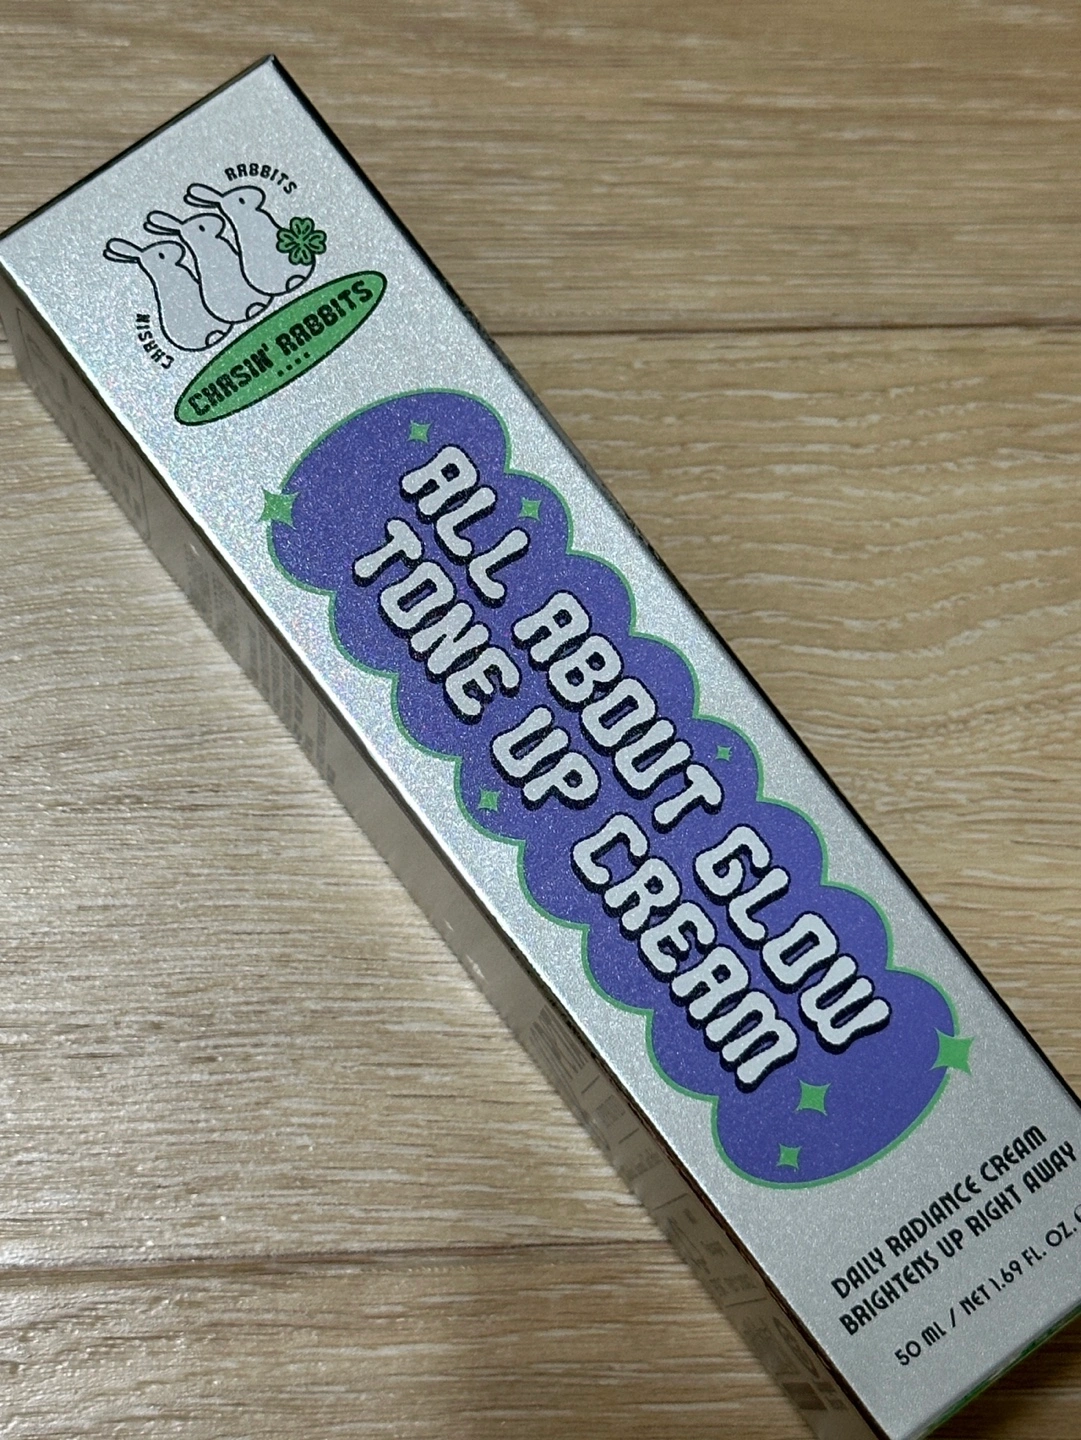 RABBITS
CHASIN
CHASIN' RABBITS
ALL ABOUT GLOW
TONE UP CREAM
DAILY RADIANCE CREAM
BRIGHTENS UP RIGHT AWAY
50 ML / NET 1.69 FL. OZ.